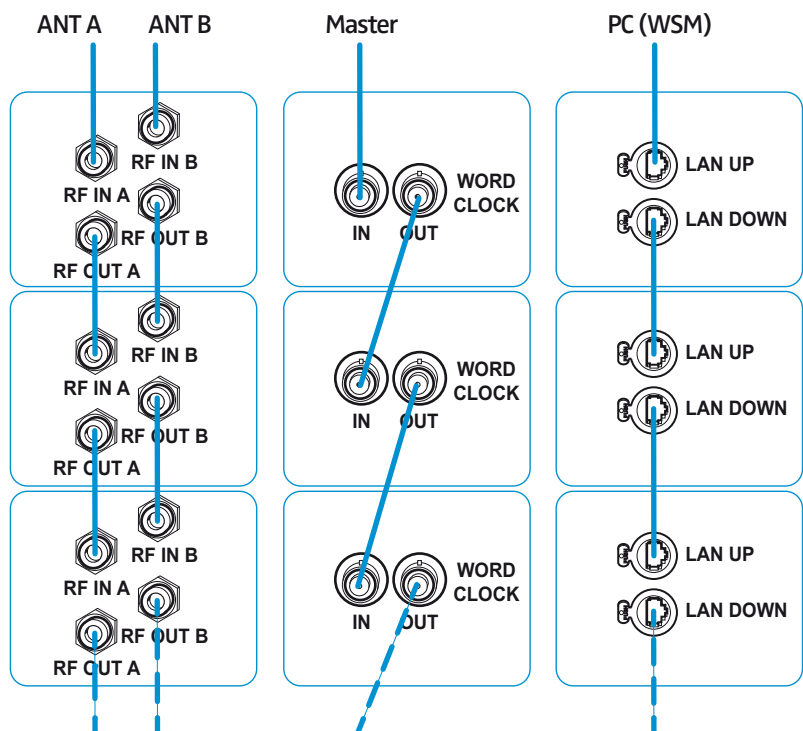 ANT A ANT B Master PC (WSM)
RF IN B
RF IN A
RF OUT B
RF OUT A
WORD
CLOCK
IN OUT
LAN UP
LAN DOWN
RF IN B
RF IN A
RF OUT B
RF OUT A
WORD
CLOCK
IN OUT
LAN UP
LAN DOWN
RF IN B
RF IN A
RF OUT B
RF OUT A
WORD
CLOCK
IN OUT
LAN UP
LAN DOWN